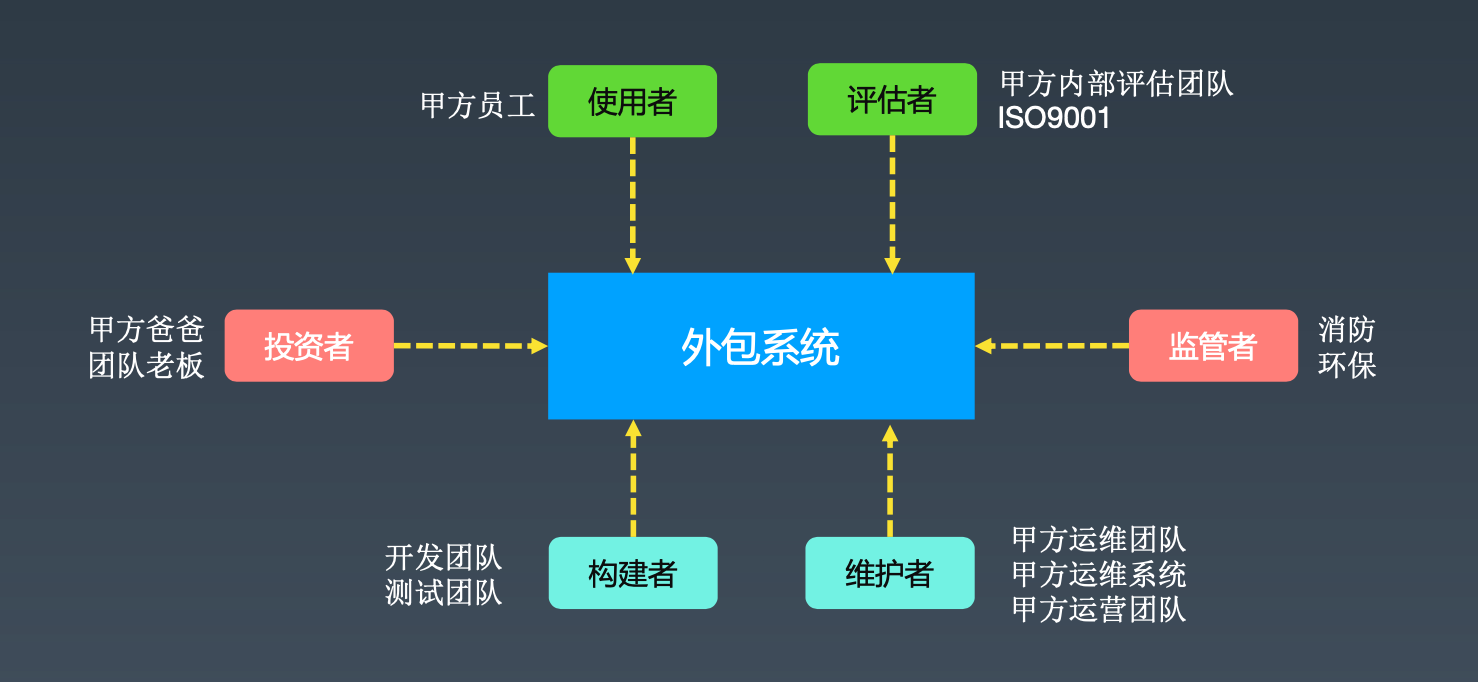 甲方员工
使用者
评估者
甲方内部评估团队
ISO9001
甲方爸爸
团队老板
投资者
外包系统
监管者
消防
环保
开发团队
测试团队
构建者
维护者
甲方运维团队
甲方运维系统
甲方运营团队